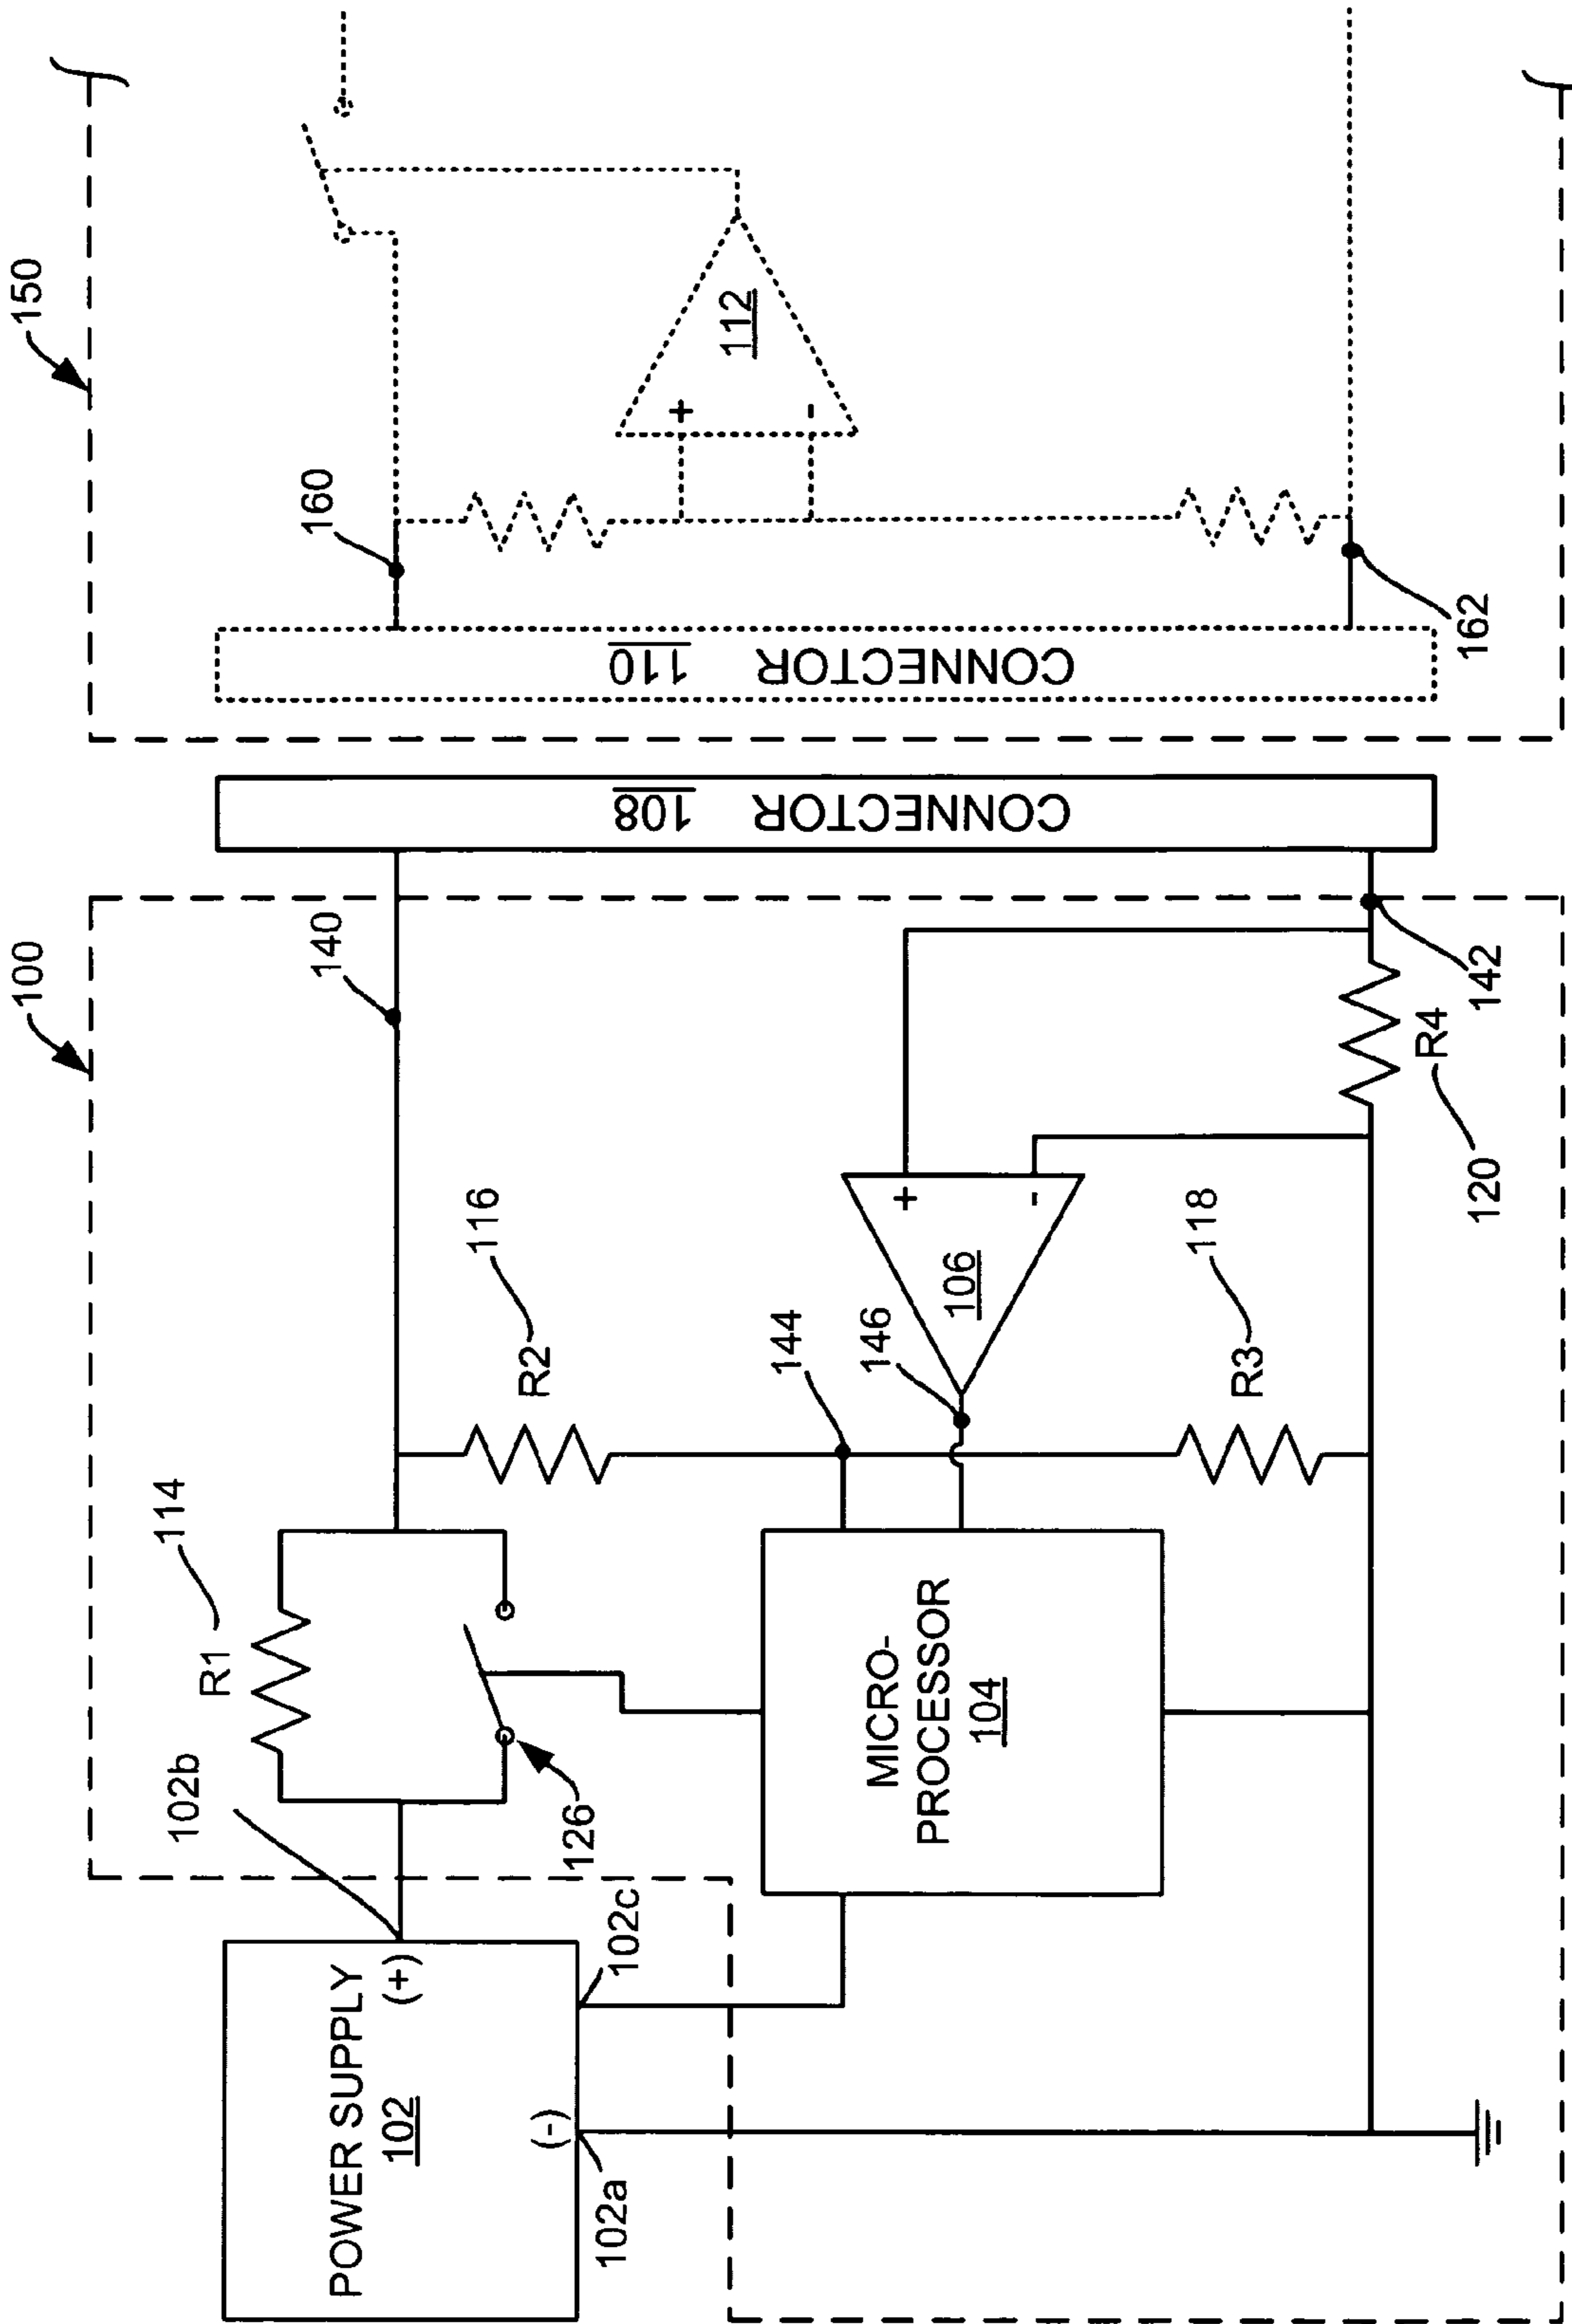 100
150
POWER SUPPLY
102
(+)
(-)
102a
102b
102c
R1
114
126
140
R2
116
MICRO-
PROCESSOR
104
144
146
106
+
-
R3
118
R4
120
142
CONNECTOR 108
CONNECTOR 110
160
162
112
+
-